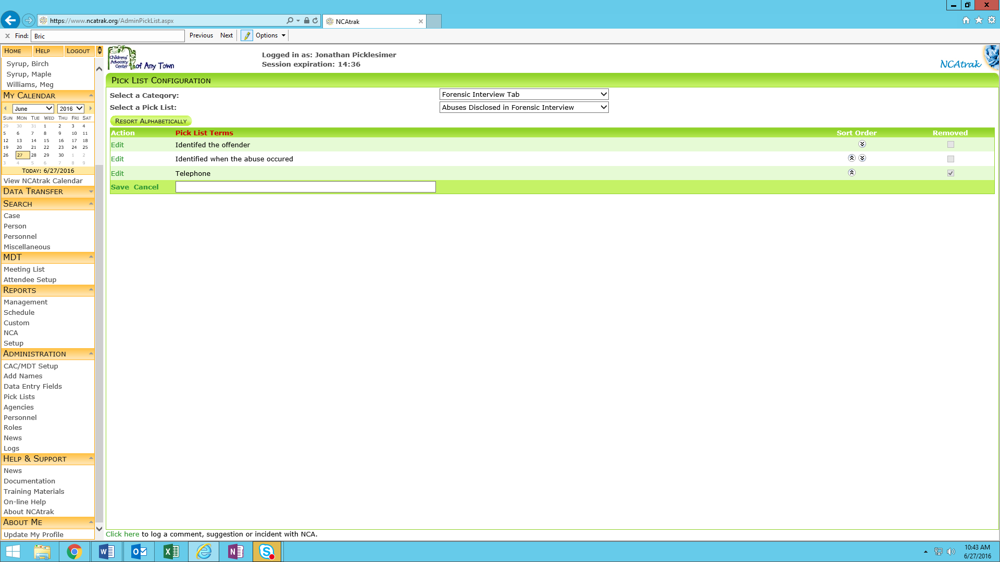 https://www.ncatrak.org/AdminPickList.aspx
NCAtrak
Find: Bric Previous Next Options
HOME HELP LOGOUT
Syrup, Birch
Syrup, Maple
Williams, Meg
MY CALENDAR
June 2016
SUN MON TUE WED THU FRI SAT
29 30 31 1 2 3 4
5 6 7 8 9 10 11
12 13 14 15 16 17 18
19 20 21 22 23 24 25
26 27 28 29 30 1 2
3 4 5 6 7 8 9
TODAY: 6/27/2016
View NCAtrak Calendar
DATA TRANSFER
SEARCH
Case
Person
Personnel
Miscellaneous
MDT
Meeting List
Attendee Setup
REPORTS
Management
Schedule
Custom
NCA
Setup
ADMINISTRATION
CAC/MDT Setup
Add Names
Data Entry Fields
Pick Lists
Agencies
Personnel
Roles
News
Logs
HELP & SUPPORT
News
Documentation
Training Materials
On-line Help
About NCAtrak
ABOUT ME
Update My Profile
Childrens'
Advocacy
Center
of Any Town
Logged in as: Jonathan Picklesimer
Session expiration: 14:36
NCAtrak
PICK LIST CONFIGURATION
Select a Category: Forensic Interview Tab
Select a Pick List: Abuses Disclosed in Forensic Interview
RESORT ALPHABETICALLY
Action Pick List Terms Sort Order Removed
Edit Identifed the offender
Edit Identified when the abuse occured
Edit Telephone
Save Cancel
Click here to log a comment, suggestion or incident with NCA.
10:43 AM
6/27/2016